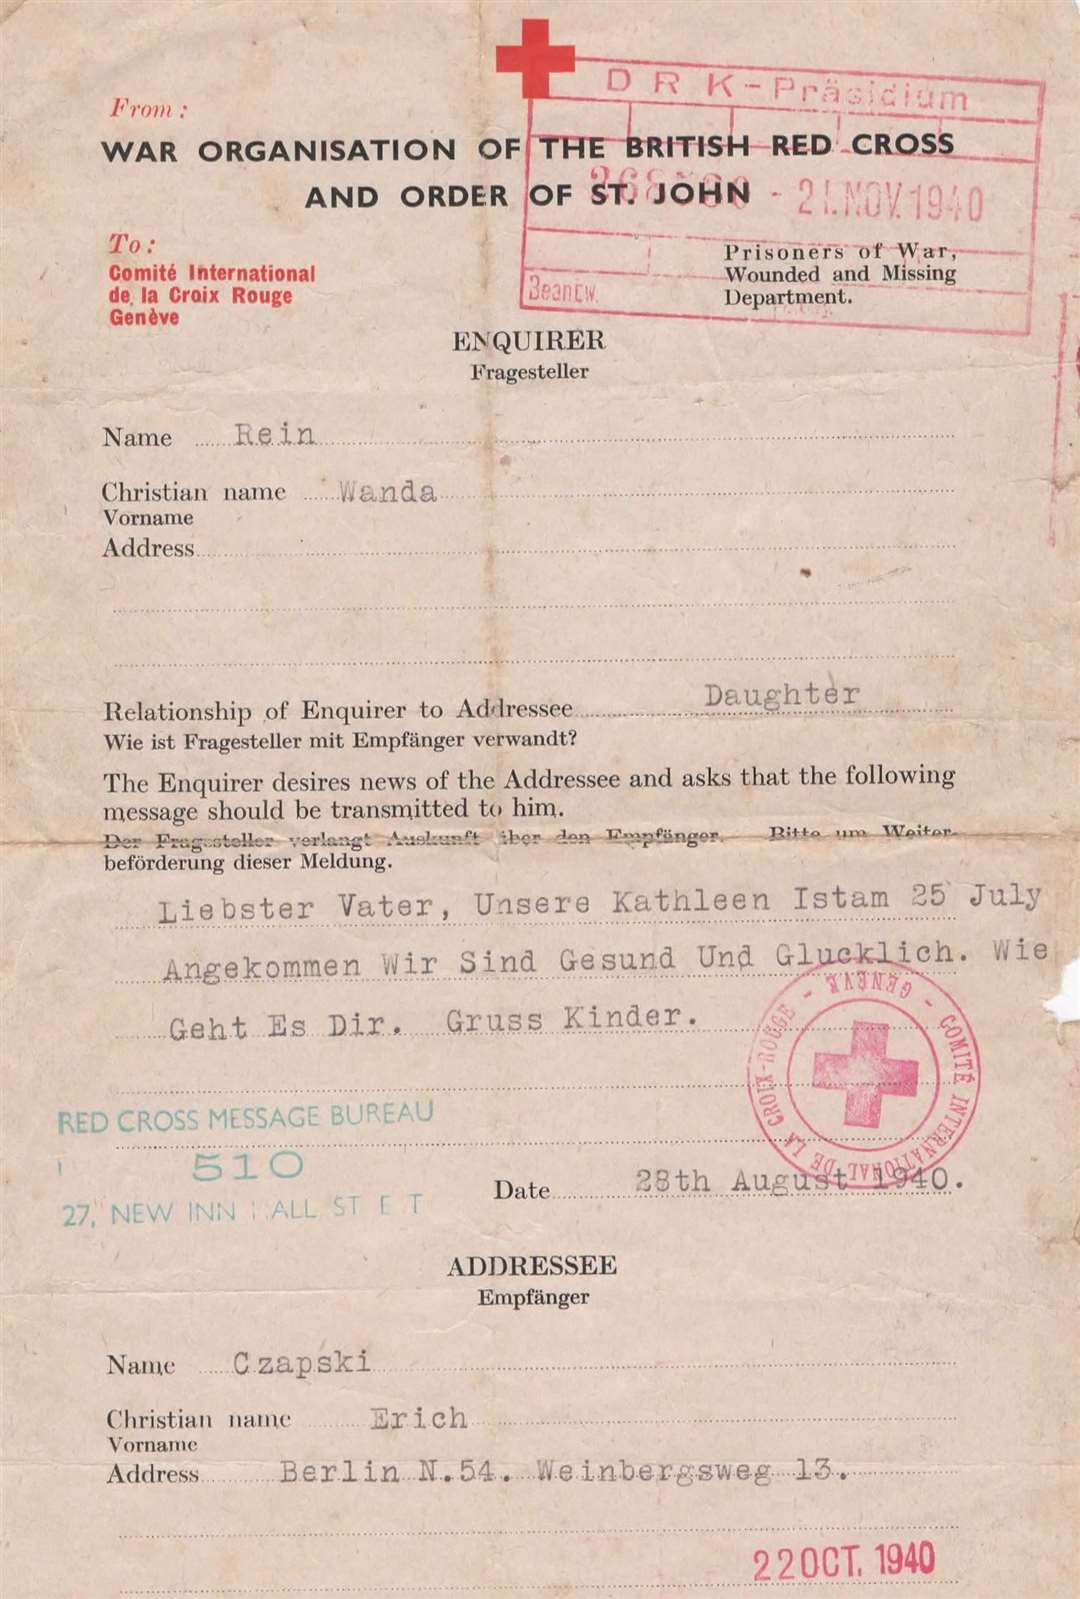 From:
WAR ORGANISATION OF THE BRITISH RED CROSS
AND ORDER OF ST. JOHN
DRK-Präsidium
21. NOV. 1940
To:
Comité International
de la Croix Rouge
Genève
Prisoners of War,
Wounded and Missing
Department.
ENQUIRER
Fragesteller
Name Rein
Christian name Wanda
Vorname
Address
Relationship of Enquirer to Addressee Daughter
Wie ist Fragesteller mit Empfänger verwandt?
The Enquirer desires news of the Addressee and asks that the following
message should be transmitted to him.
Der Fragesteller verlangt Auskunft über den Empfänger. Bitte um Weiter-
beförderung dieser Meldung.
Liebster Vater, Unsere Kathleen Istam 25 July
Angekommen Wir Sind Gesund Und Glucklich. Wie
Geht Es Dir. Gruss Kinder.
COMITÉ INTERNATIONAL DE LA CROIX-ROUGE - GENÈVE -
RED CROSS MESSAGE BUREAU
510
27, NEW INN
Date 28th August 1940.
ADDRESSEE
Empfänger
Name Czapski
Christian name Erich
Vorname
Address Berlin N.54. Weinbergsweg 13.
22 OCT. 1940